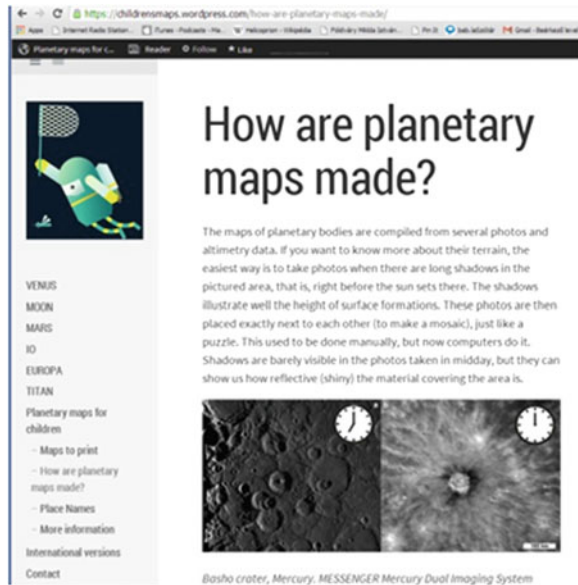 https://childrensmaps.wordpress.com/how-are-planetary-maps-made/
Apps Internet Radio Station... iTunes - Podcasts - Ma... Helicoprion - Wikipédia
Planetary maps for c... Reader Follow Like
How are planetary
maps made?
The maps of planetary bodies are compiled from several photos and
altimetry data. If you want to know more about their terrain, the
easiest way is to take photos when there are long shadows in the
pictured area, that is, right before the sun sets there. The shadows
illustrate well the height of surface formations. These photos are then
placed exactly next to each other (to make a mosaic), just like a
puzzle. This used to be done manually, but now computers do it.
Shadows are barely visible in the photos taken in midday, but they can
show us how reflective (shiny) the material covering the area is.
VENUS
MOON
MARS
IO
EUROPA
TITAN
Planetary maps for
children
– Maps to print
– How are planetary
maps made?
– Place Names
– More information
International versions
Contact
Basho crater, Mercury. MESSENGER Mercury Dual Imaging System